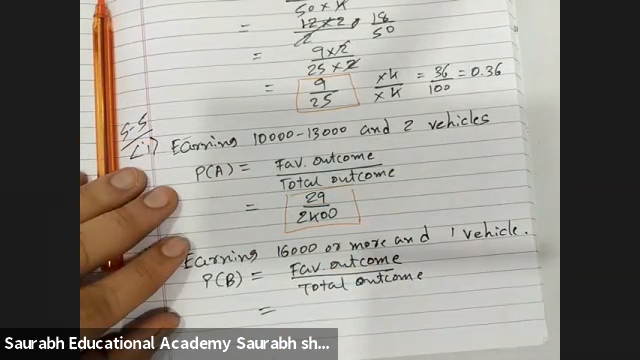 50 × 4
= 12 × 2 18
2 50
= 9 × 2
25 × 2
= 9 × 4 = 36 = 0.36
25 × 4 100
Earning 10000-13000 and 2 vehicles
P(A) = Fav. outcome
Total outcome
= 29
2400
Earning 16000 or more and 1 vehicle.
P(B) = Fav. outcome
Total outcome
=
Saurabh Educational Academy Saurabh sh...